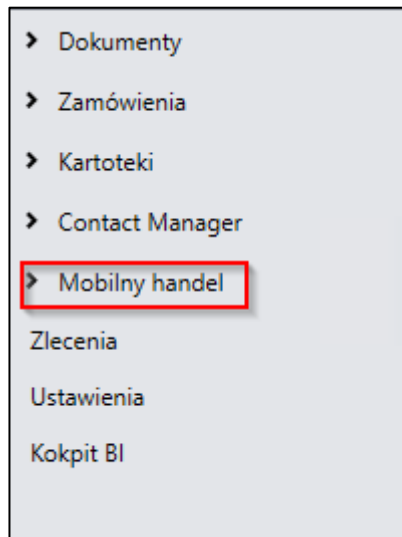 Dokumenty
Zamówienia
Kartoteki
Contact Manager
Mobilny handel
Zlecenia
Ustawienia
Kokpit BI